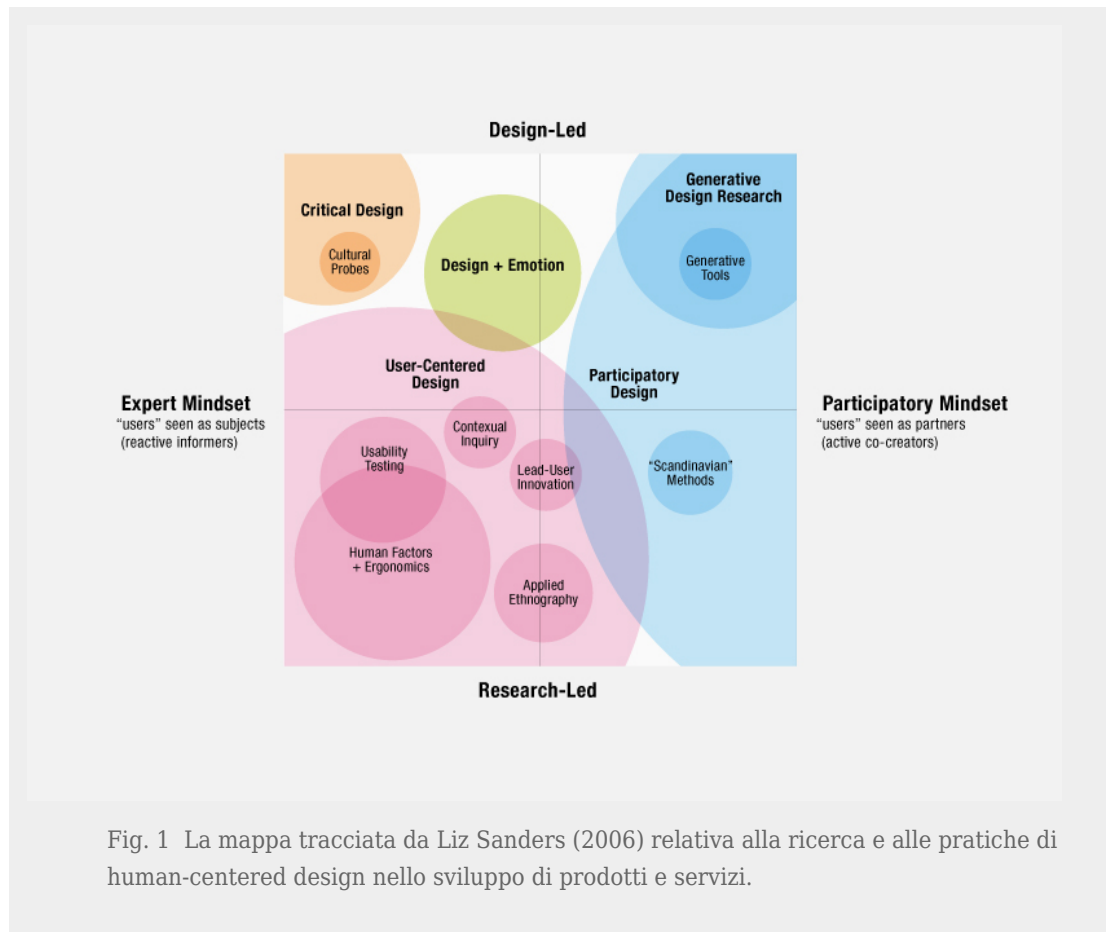 Design-Led
Generative
Design Research
Critical Design
Cultural
Probes
Design + Emotion
Generative
Tools
User-Centered
Design
Participatory
Design
Expert Mindset
"users" seen as subjects
(reactive informers)
Participatory Mindset
"users" seen as partners
(active co-creators)
Contexual
Inquiry
Usability
Testing
Lead-User
Innovation
"Scandinavian"
Methods
Human Factors
+ Ergonomics
Applied
Ethnography
Research-Led
Fig. 1 La mappa tracciata da Liz Sanders (2006) relativa alla ricerca e alle pratiche di
human-centered design nello sviluppo di prodotti e servizi.